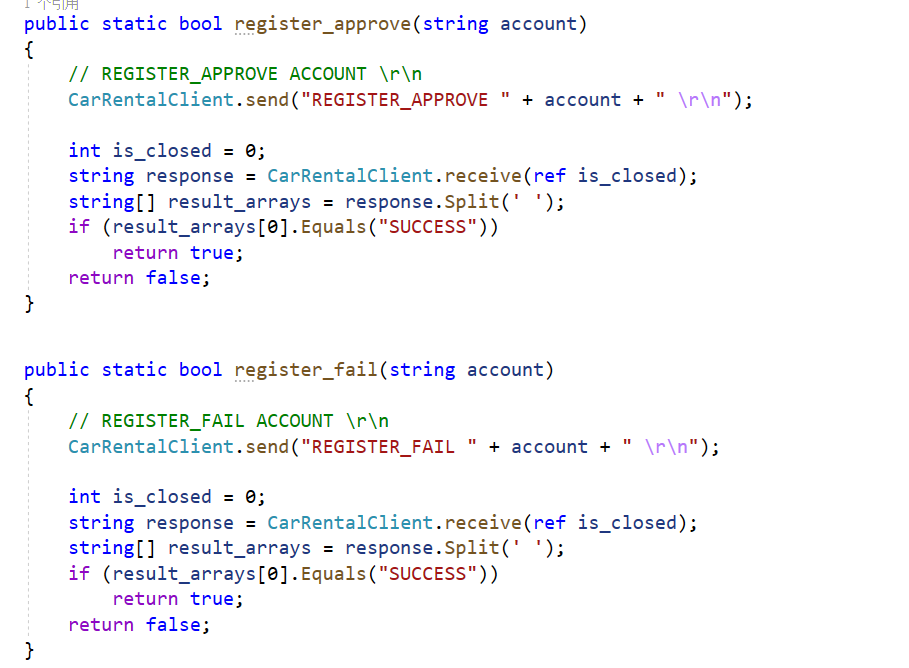 1 个引用
public static bool register_approve(string account)
{
// REGISTER_APPROVE ACCOUNT \r\n
CarRentalClient.send("REGISTER_APPROVE " + account + " \r\n");
int is_closed = 0;
string response = CarRentalClient.receive(ref is_closed);
string[] result_arrays = response.Split(' ');
if (result_arrays[0].Equals("SUCCESS"))
return true;
return false;
}
public static bool register_fail(string account)
{
// REGISTER_FAIL ACCOUNT \r\n
CarRentalClient.send("REGISTER_FAIL " + account + " \r\n");
int is_closed = 0;
string response = CarRentalClient.receive(ref is_closed);
string[] result_arrays = response.Split(' ');
if (result_arrays[0].Equals("SUCCESS"))
return true;
return false;
}